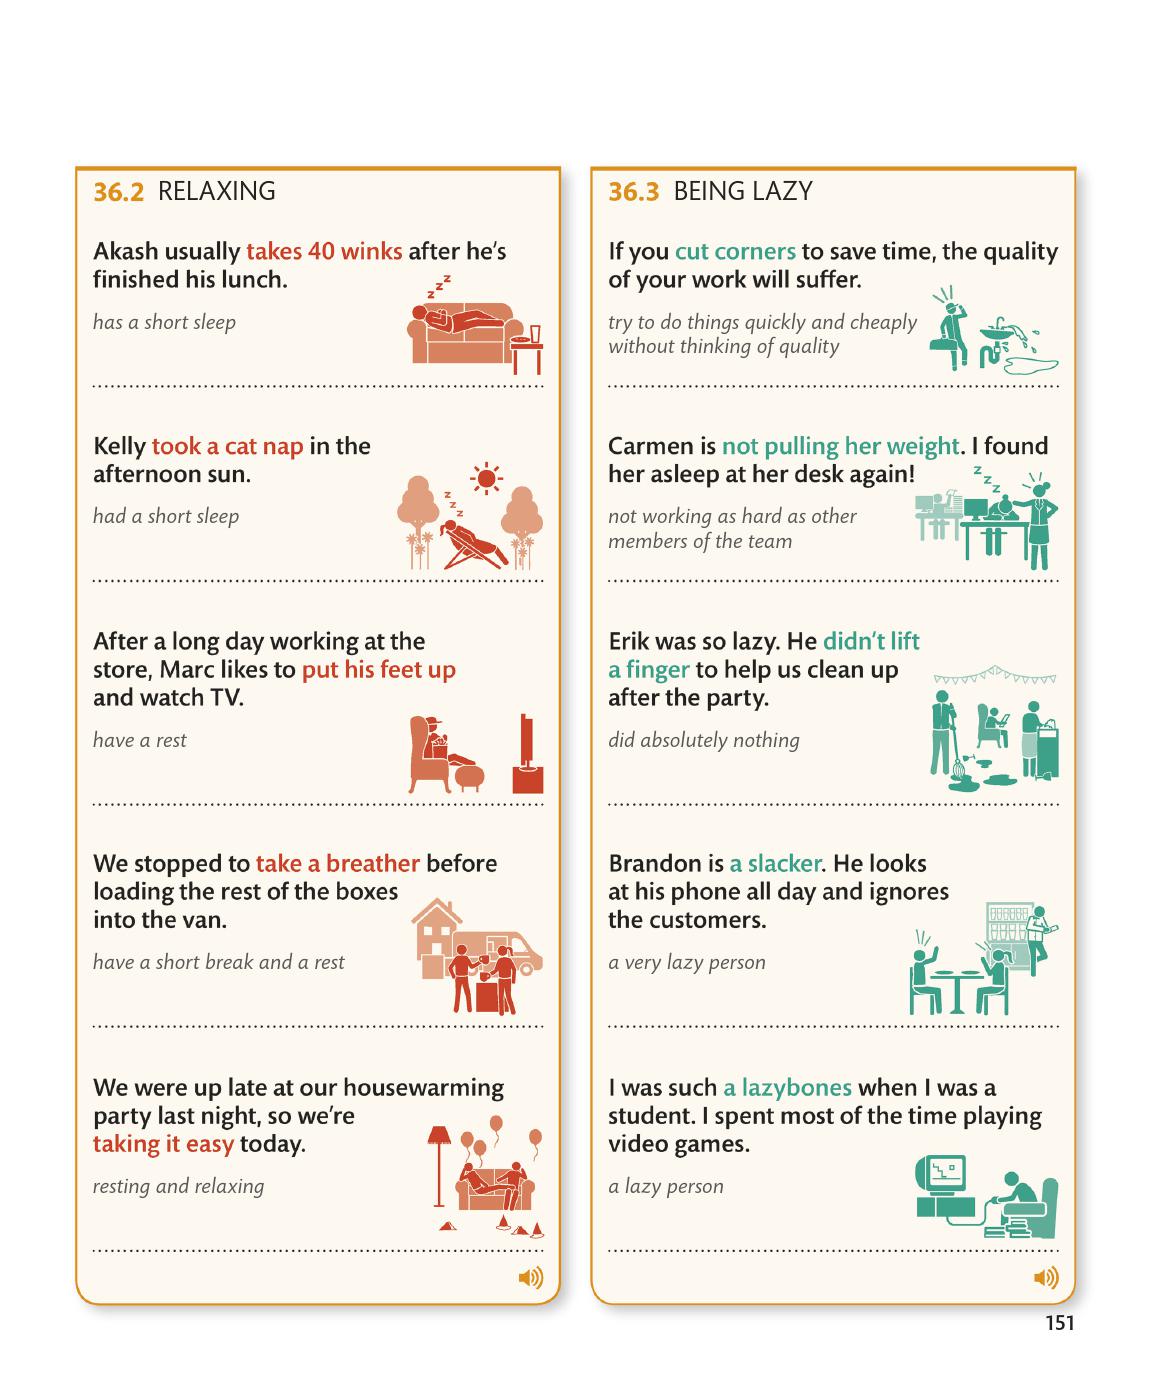 36.2 RELAXING
Akash usually takes 40 winks after he's
finished his lunch.
has a short sleep
Kelly took a cat nap in the
afternoon sun.
had a short sleep
After a long day working at the
store, Marc likes to put his feet up
and watch TV.
have a rest
We stopped to take a breather before
loading the rest of the boxes
into the van.
have a short break and a rest
We were up late at our housewarming
party last night, so we're
taking it easy today.
resting and relaxing
36.3 BEING LAZY
If you cut corners to save time, the quality
of your work will suffer.
try to do things quickly and cheaply
without thinking of quality
Carmen is not pulling her weight. I found
her asleep at her desk again!
not working as hard as other
members of the team
Erik was so lazy. He didn't lift
a finger to help us clean up
after the party.
did absolutely nothing
Brandon is a slacker. He looks
at his phone all day and ignores
the customers.
a very lazy person
I was such a lazybones when I was a
student. I spent most of the time playing
video games.
a lazy person
151